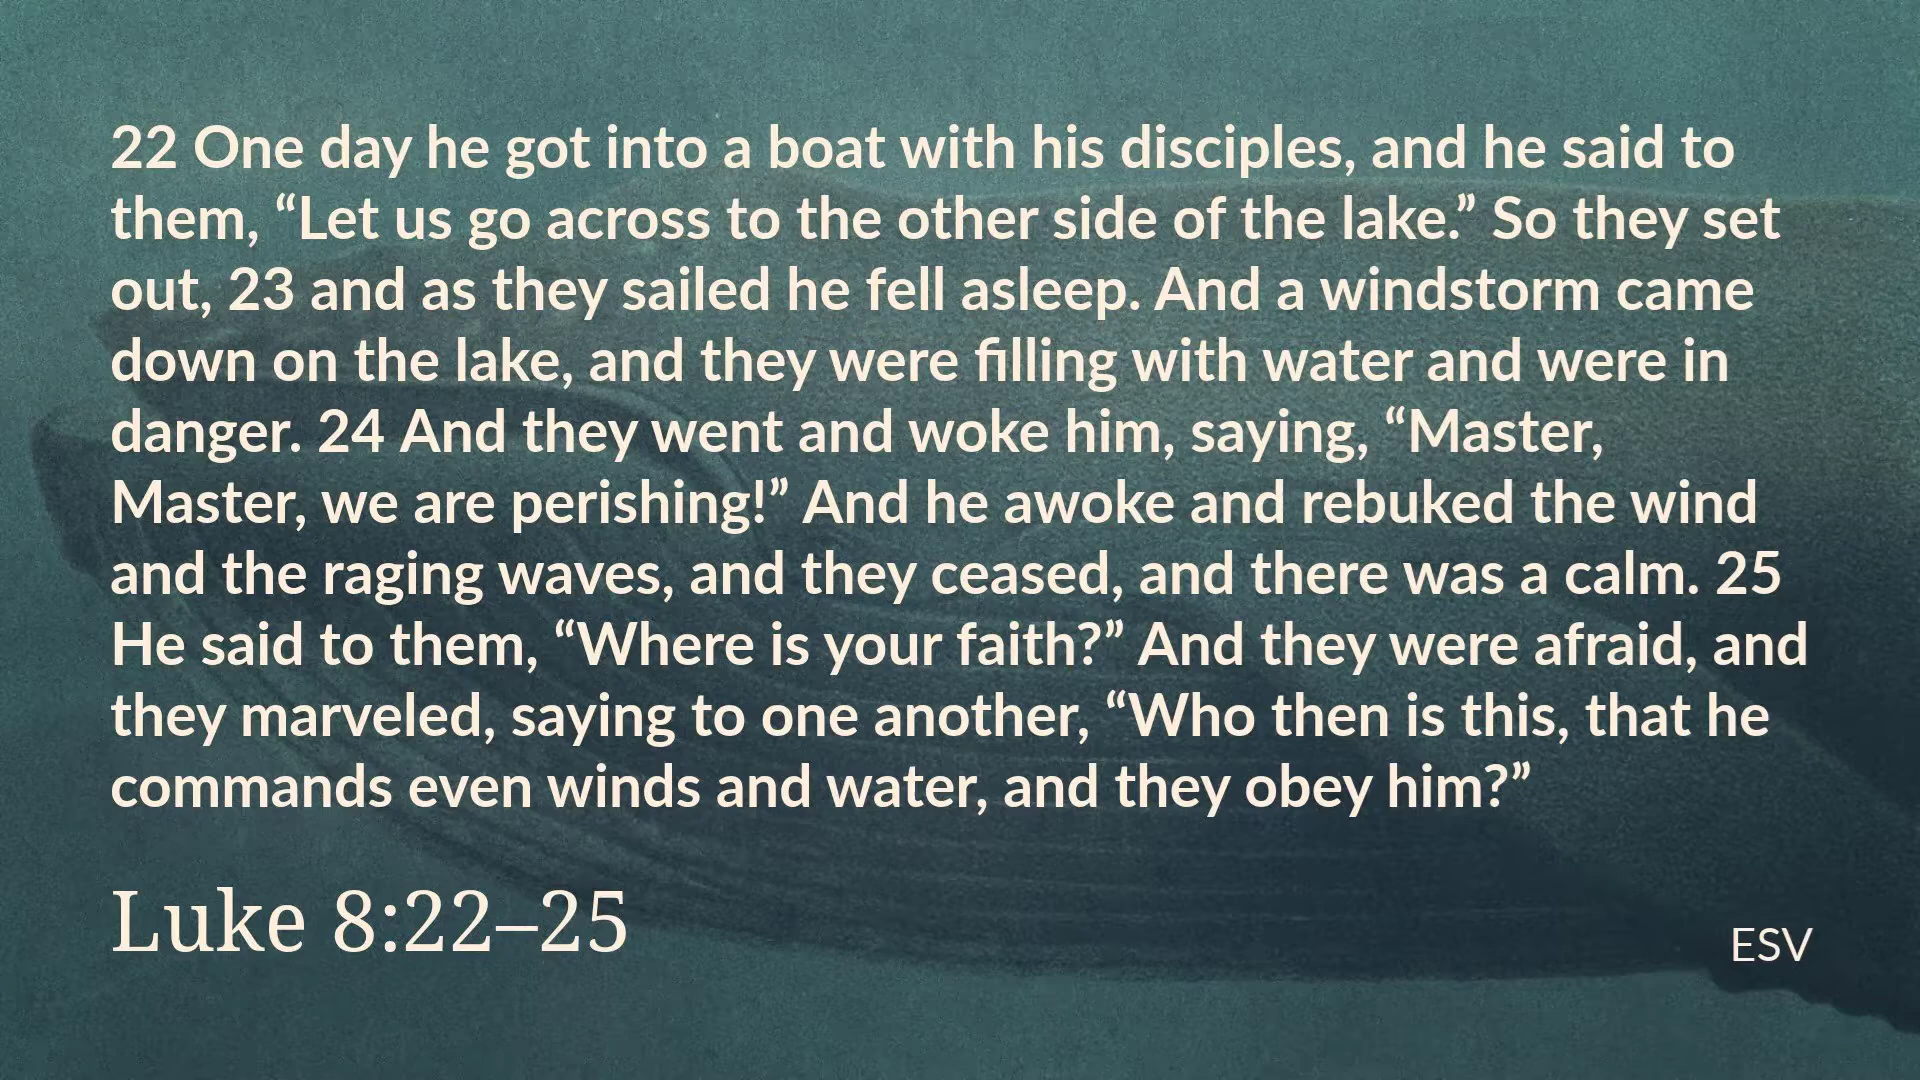 22 One day he got into a boat with his disciples, and he said to
them, “Let us go across to the other side of the lake.” So they set
out, 23 and as they sailed he fell asleep. And a windstorm came
down on the lake, and they were filling with water and were in
danger. 24 And they went and woke him, saying, “Master,
Master, we are perishing!” And he awoke and rebuked the wind
and the raging waves, and they ceased, and there was a calm. 25
He said to them, “Where is your faith?” And they were afraid, and
they marveled, saying to one another, “Who then is this, that he
commands even winds and water, and they obey him?”
Luke 8:22–25
ESV